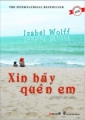 THE INTERNATIONAL BESTSELLER
Isabel Wolff
Xin hãy
quên em